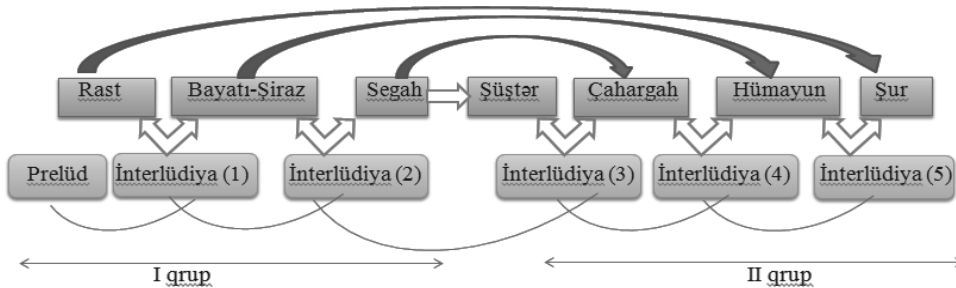 Rast Bayatı-Şiraz Segah Şüştər Çahargah Hümayun Şur
Prelüd İnterlüdiya (1) İnterlüdiya (2) İnterlüdiya (3) İnterlüdiya (4) İnterlüdiya (5)
I qrup II qrup